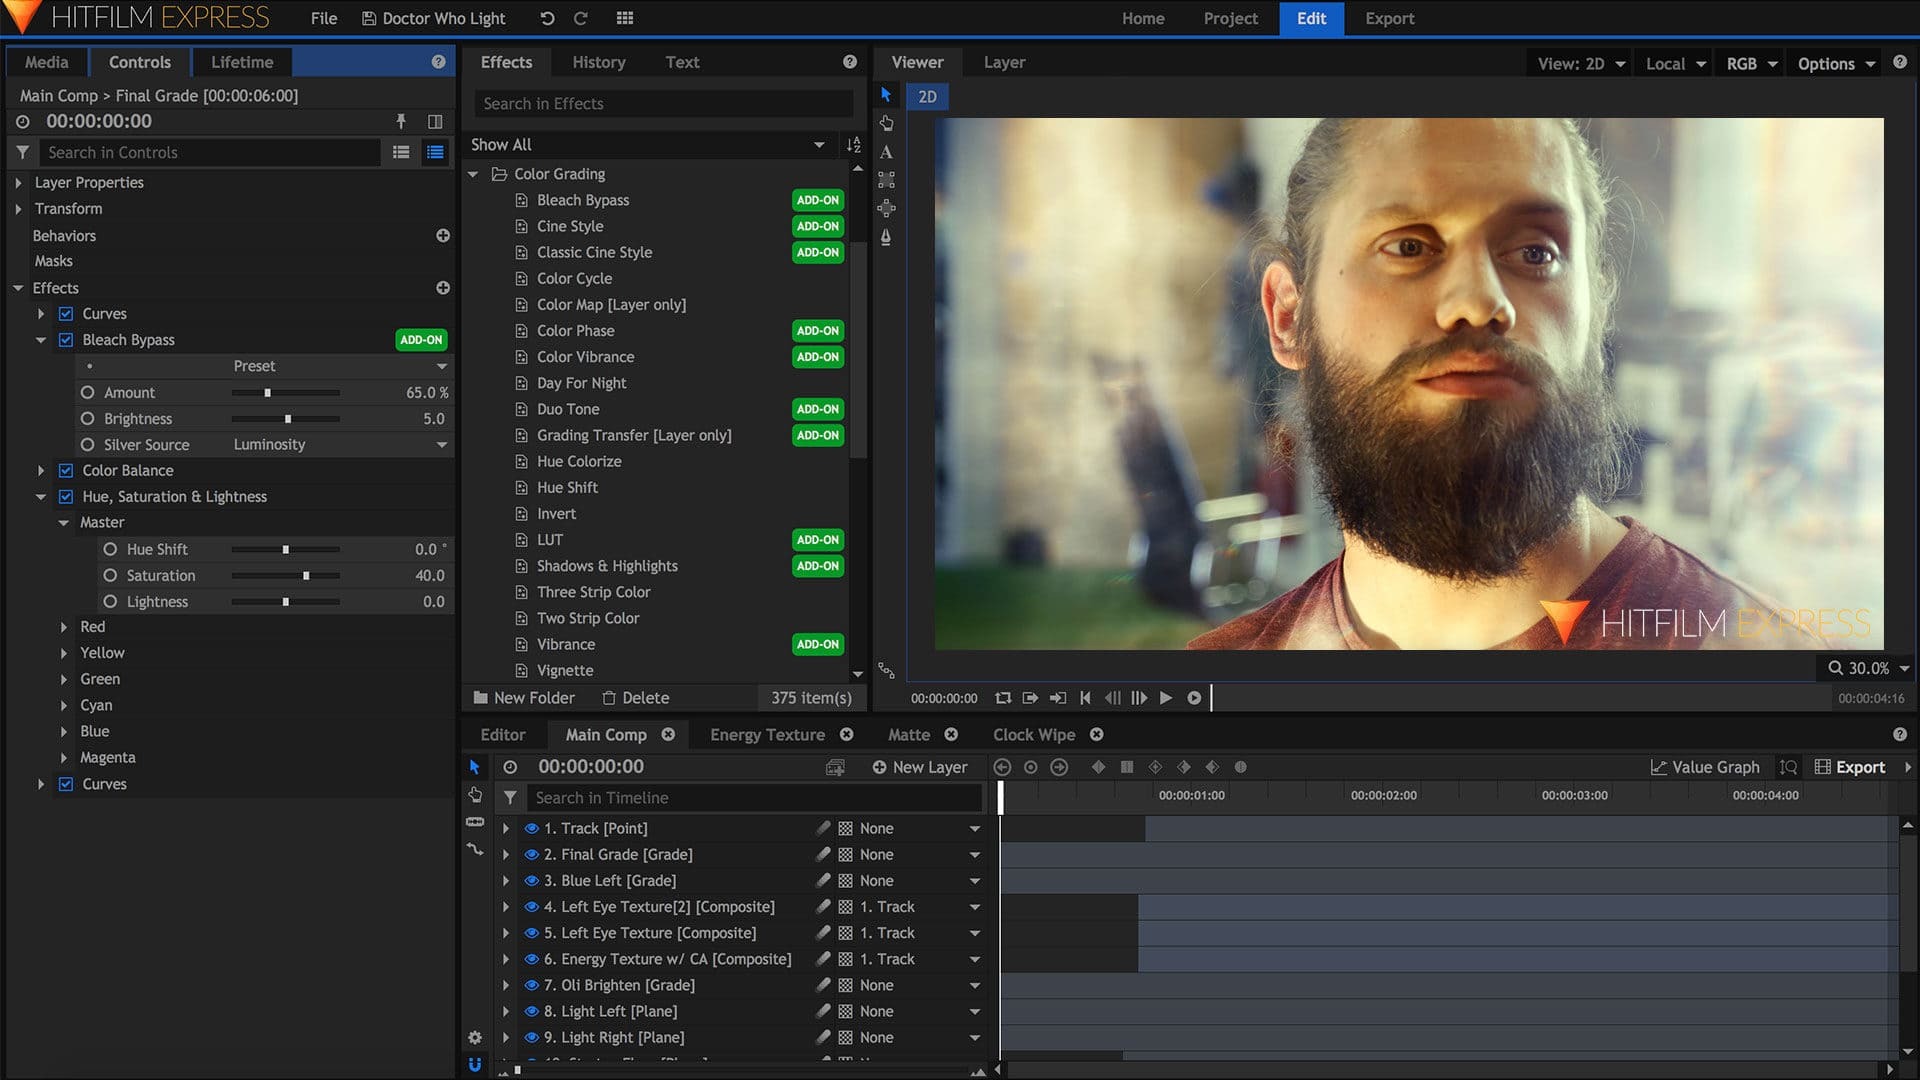 HITFILM EXPRESS
File
Doctor Who Light
Home
Project
Edit
Export
Media
Controls
Lifetime
Main Comp > Final Grade [00:00:06:00]
00:00:00:00
Search in Controls
Layer Properties
Transform
Behaviors
Masks
Effects
Curves
Bleach Bypass ADD-ON
Preset
Amount 65.0 %
Brightness 5.0
Silver Source Luminosity
Color Balance
Hue, Saturation & Lightness
Master
Hue Shift 0.0 °
Saturation 40.0
Lightness 0.0
Red
Yellow
Green
Cyan
Blue
Magenta
Curves
Effects
History
Text
Search in Effects
Show All
Color Grading
Bleach Bypass ADD-ON
Cine Style ADD-ON
Classic Cine Style ADD-ON
Color Cycle
Color Map [Layer only]
Color Phase ADD-ON
Color Vibrance ADD-ON
Day For Night
Duo Tone ADD-ON
Grading Transfer [Layer only] ADD-ON
Hue Colorize
Hue Shift
Invert
LUT ADD-ON
Shadows & Highlights ADD-ON
Three Strip Color
Two Strip Color
Vibrance ADD-ON
Vignette
New Folder
Delete
375 item(s)
Viewer
Layer
View: 2D
Local
RGB
Options
2D
HITFILM EXPRESS
30.0%
00:00:00:00
00:00:04:16
Editor
Main Comp
Energy Texture
Matte
Clock Wipe
00:00:00:00
New Layer
Value Graph
Export
Search in Timeline
00:00:01:00
00:00:02:00
00:00:03:00
00:00:04:00
1. Track [Point] None
2. Final Grade [Grade] None
3. Blue Left [Grade] None
4. Left Eye Texture[2] [Composite] 1. Track
5. Left Eye Texture [Composite] 1. Track
6. Energy Texture w/ CA [Composite] 1. Track
7. Oli Brighten [Grade] None
8. Light Left [Plane] None
9. Light Right [Plane] None